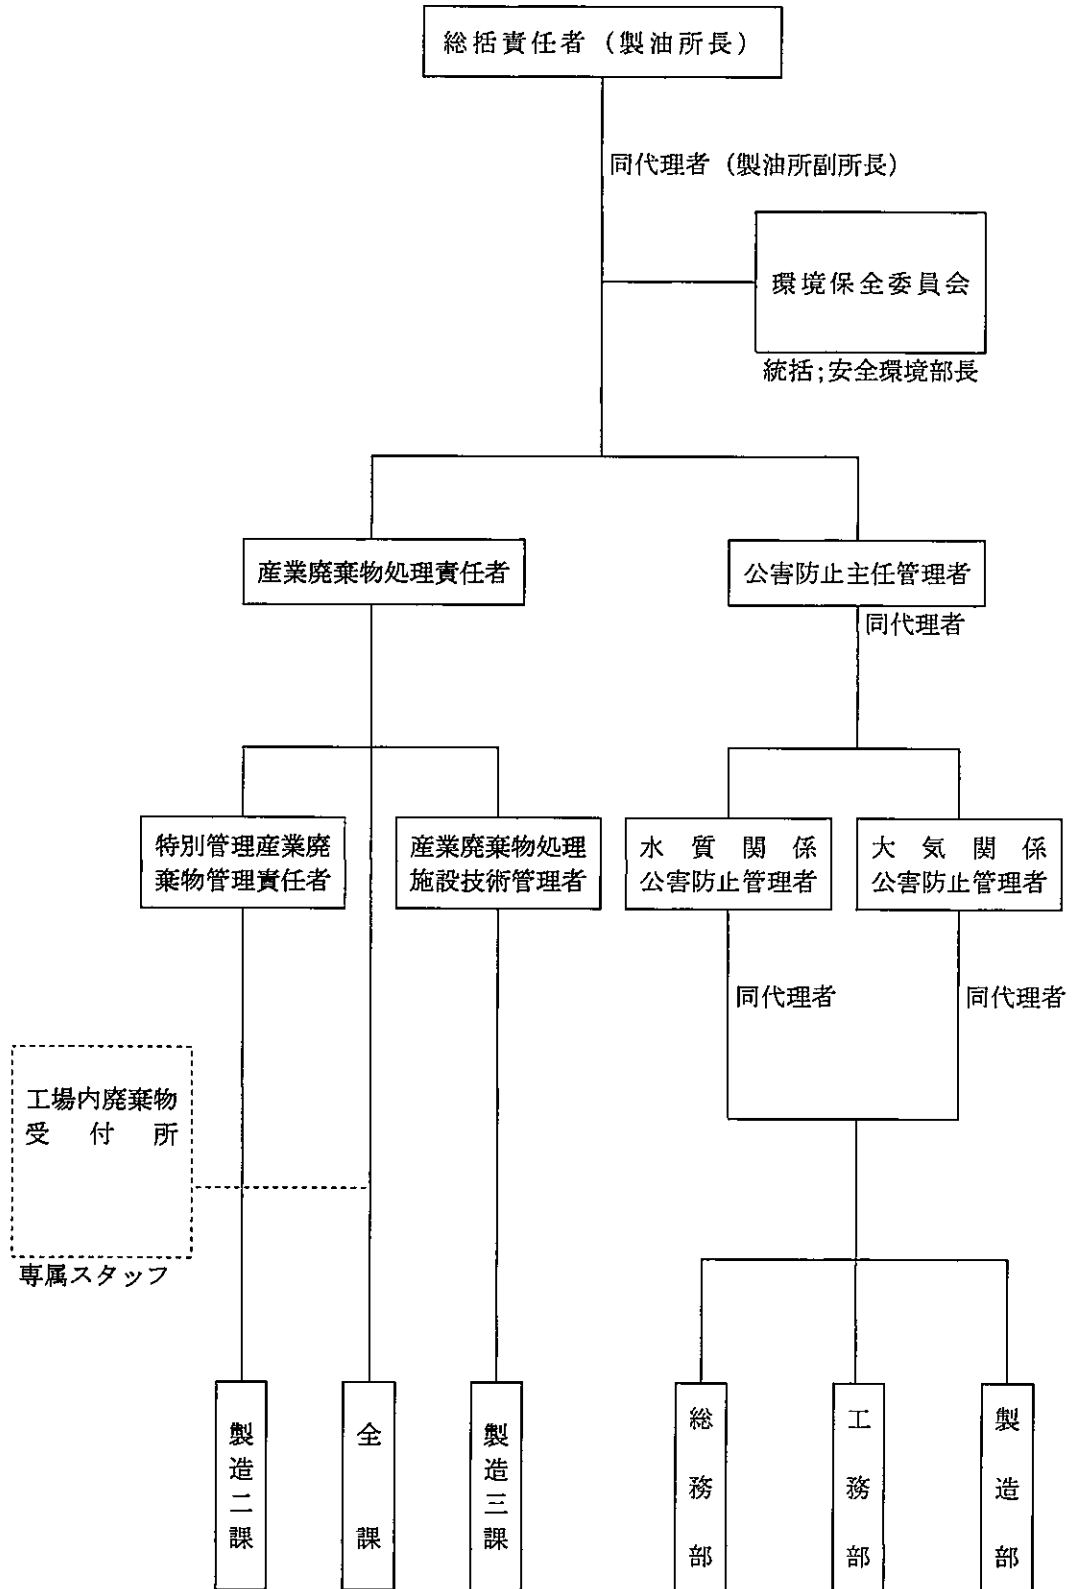 総括責任者（製油所長）
同代理者（製油所副所長）
環境保全委員会
統括;安全環境部長
産業廃棄物処理責任者
公害防止主任管理者
同代理者
特別管理産業廃
棄物管理責任者
産業廃棄物処理
施設技術管理者
水質関係
公害防止管理者
大気関係
公害防止管理者
同代理者
同代理者
工場内廃棄物
受付所
専属スタッフ
製造二課
全課
製造三課
総務部
工務部
製造部